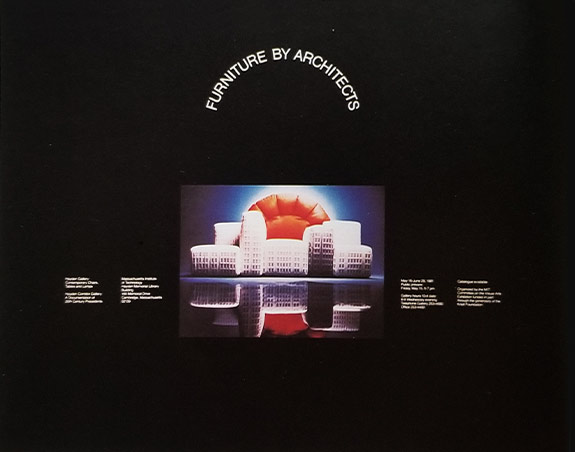 FURNITURE BY ARCHITECTS
Hayden Gallery:
Contemporary Chairs,
Tables and Lamps
Hayden Corridor Gallery:
A Documentation of
20th Century Precedents
Massachusetts Institute
of Technology
Hayden Memorial Library
Building
160 Memorial Drive
Cambridge, Massachusetts
02139
May 16-June 28, 1981
Public preview:
Friday May 15, 5-7 pm
Gallery hours: 10-4 daily
6-9 Wednesday evening
Telephone: Gallery 253-4680
Office 253-4400
Catalogue available
Organized by the MIT
Committee on the Visual Arts
Exhibition funded in part
through the generosity of the